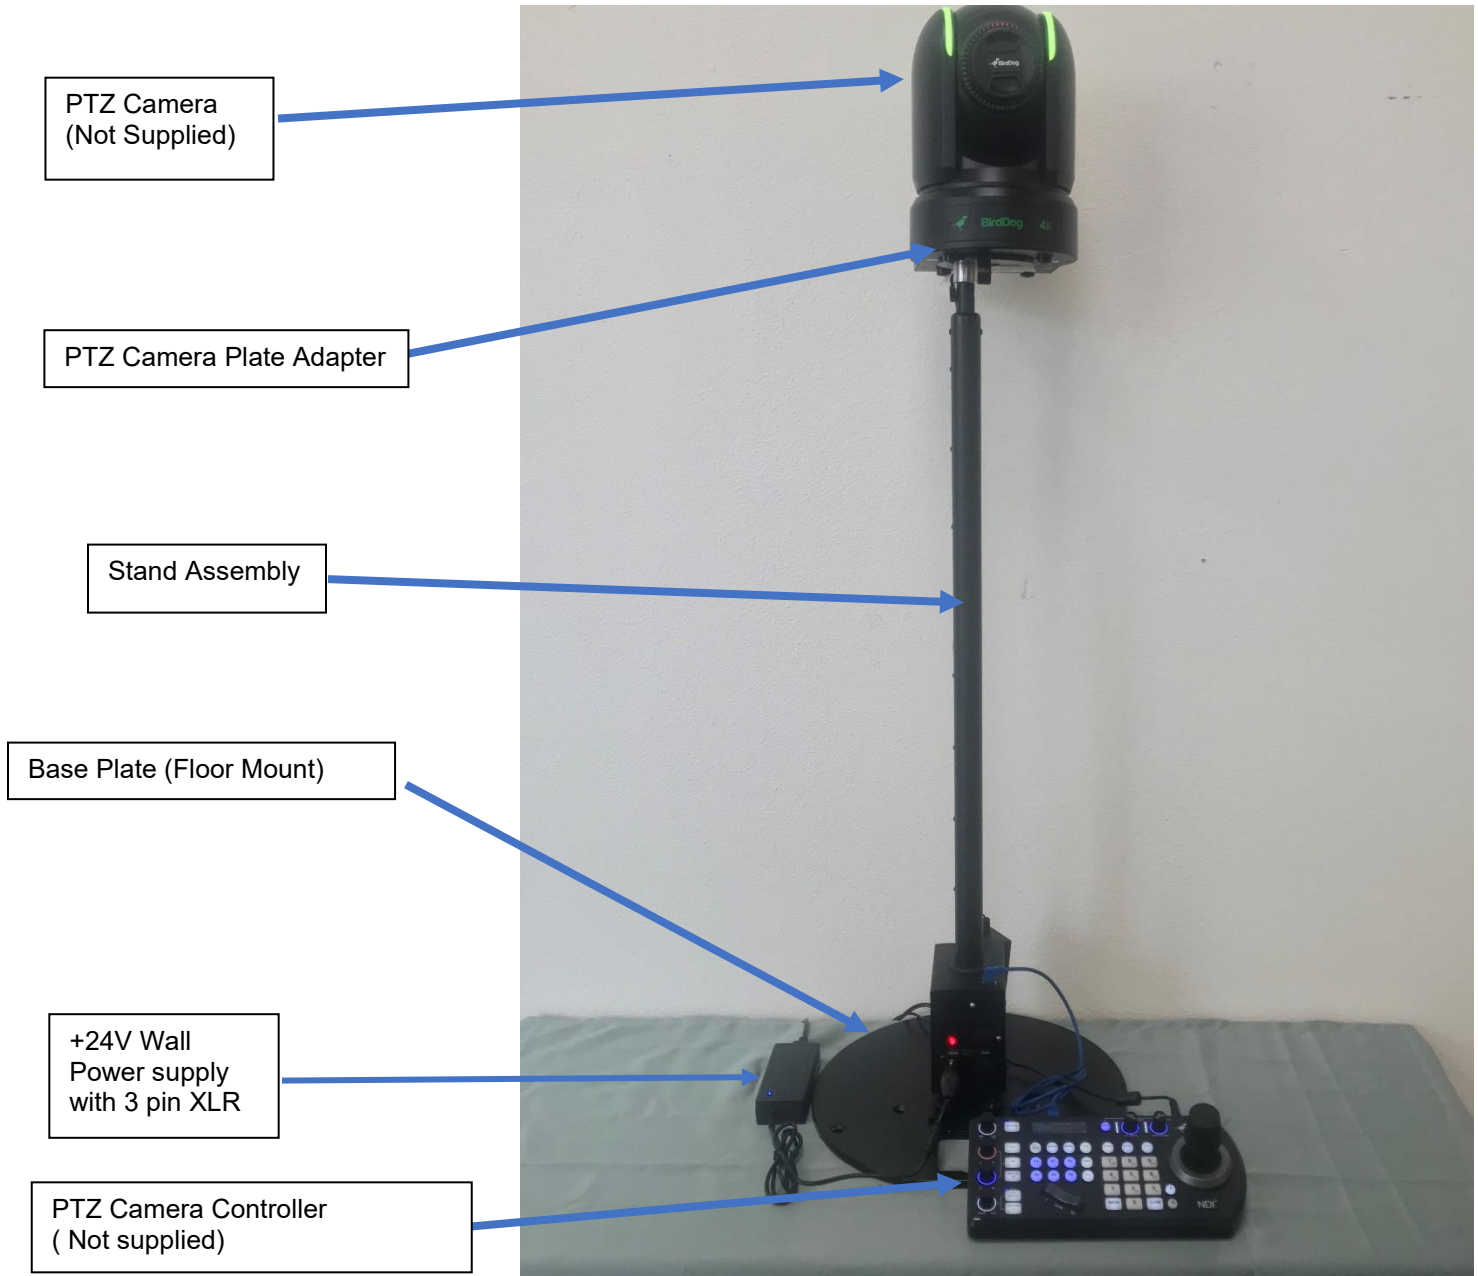 BirdDog
PTZ Camera
(Not Supplied)
BirdDog 4K
PTZ Camera Plate Adapter
Stand Assembly
Base Plate (Floor Mount)
+24V Wall
Power supply
with 3 pin XLR
PTZ Camera Controller
( Not supplied)
NDI